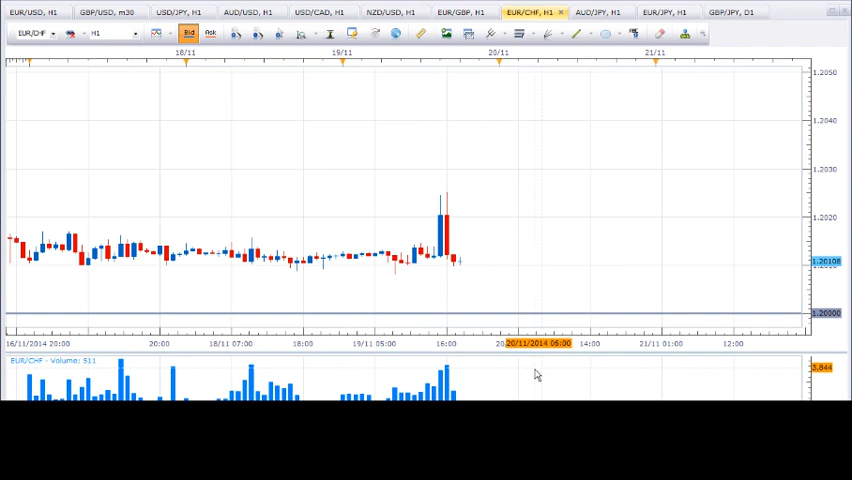 EUR/USD, H1 GBP/USD, m30 USD/JPY, H1 AUD/USD, H1 USD/CAD, H1 NZD/USD, H1 EUR/GBP, H1 EUR/CHF, H1 AUD/JPY, H1 EUR/JPY, H1 GBP/JPY, D1
EUR/CHF H1 Bid Ask
18/11 19/11 20/11 21/11
1.2050
1.2040
1.2030
1.2020
1.20108
1.20000
16/11/2014 20:00 20:00 18/11 07:00 18:00 19/11 05:00 16:00 20/11/2014 06:00 14:00 21/11 01:00 12:00
EUR/CHF - Volume: 511
3,844